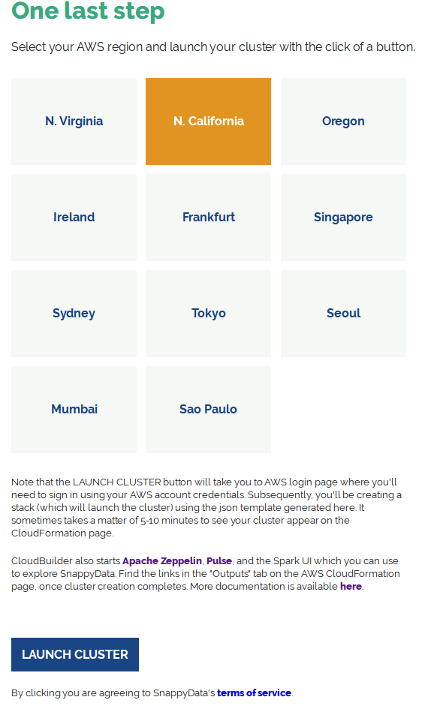 One last step
Select your AWS region and launch your cluster with the click of a button.
N. Virginia
N. California
Oregon
Ireland
Frankfurt
Singapore
Sydney
Tokyo
Seoul
Mumbai
Sao Paulo
Note that the LAUNCH CLUSTER button will take you to AWS login page where you'll
need to sign in using your AWS account credentials. Subsequently, you'll be creating a
stack (which will launch the cluster) using the json template generated here. It
sometimes takes a matter of 5-10 minutes to see your cluster appear on the
CloudFormation page.
CloudBuilder also starts Apache Zeppelin, Pulse, and the Spark UI which you can use
to explore SnappyData. Find the links in the "Outputs" tab on the AWS CloudFormation
page, once cluster creation completes. More documentation is available here.
LAUNCH CLUSTER
By clicking you are agreeing to SnappyData's terms of service.